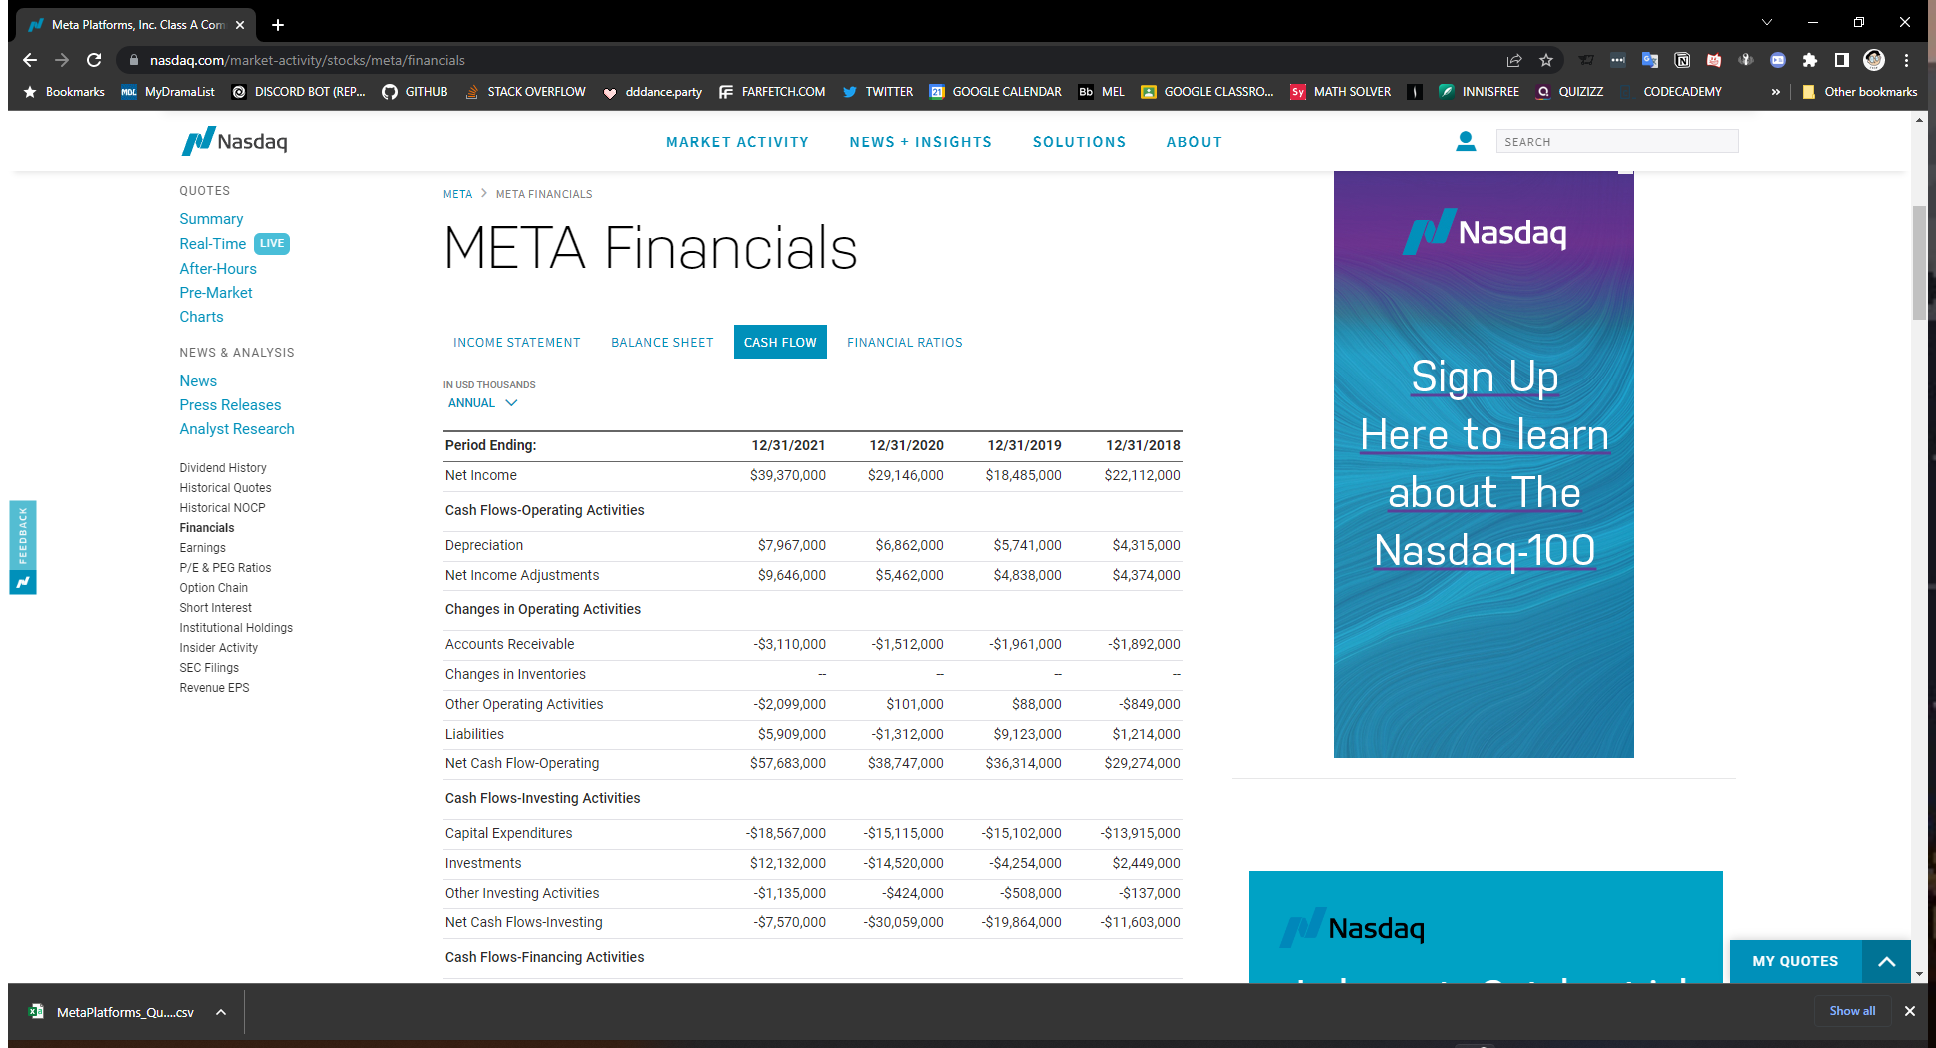 Meta Platforms, Inc. Class A Com
nasdaq.com/market-activity/stocks/meta/financials
Bookmarks MDL MyDramaList DISCORD BOT (REP... GITHUB STACK OVERFLOW dddance.party FARFETCH.COM TWITTER 21 GOOGLE CALENDAR Bb MEL GOOGLE CLASSRO... Sy MATH SOLVER INNISFREE Q QUIZIZZ CODECADEMY » Other bookmarks
Nasdaq
MARKET ACTIVITY NEWS + INSIGHTS SOLUTIONS ABOUT
SEARCH
QUOTES
Summary
Real-Time LIVE
After-Hours
Pre-Market
Charts
NEWS & ANALYSIS
News
Press Releases
Analyst Research
Dividend History
Historical Quotes
Historical NOCP
Financials
Earnings
P/E & PEG Ratios
Option Chain
Short Interest
Institutional Holdings
Insider Activity
SEC Filings
Revenue EPS
FEEDBACK
META > META FINANCIALS
META Financials
INCOME STATEMENT BALANCE SHEET CASH FLOW FINANCIAL RATIOS
IN USD THOUSANDS
ANNUAL
Period Ending: 12/31/2021 12/31/2020 12/31/2019 12/31/2018
Net Income $39,370,000 $29,146,000 $18,485,000 $22,112,000
Cash Flows-Operating Activities
Depreciation $7,967,000 $6,862,000 $5,741,000 $4,315,000
Net Income Adjustments $9,646,000 $5,462,000 $4,838,000 $4,374,000
Changes in Operating Activities
Accounts Receivable -$3,110,000 -$1,512,000 -$1,961,000 -$1,892,000
Changes in Inventories -- -- -- --
Other Operating Activities -$2,099,000 $101,000 $88,000 -$849,000
Liabilities $5,909,000 -$1,312,000 $9,123,000 $1,214,000
Net Cash Flow-Operating $57,683,000 $38,747,000 $36,314,000 $29,274,000
Cash Flows-Investing Activities
Capital Expenditures -$18,567,000 -$15,115,000 -$15,102,000 -$13,915,000
Investments $12,132,000 -$14,520,000 -$4,254,000 $2,449,000
Other Investing Activities -$1,135,000 -$424,000 -$508,000 -$137,000
Net Cash Flows-Investing -$7,570,000 -$30,059,000 -$19,864,000 -$11,603,000
Cash Flows-Financing Activities
Nasdaq
Sign Up
Here to learn
about The
Nasdaq-100
Nasdaq
MY QUOTES
MetaPlatforms_Qu....csv
Show all